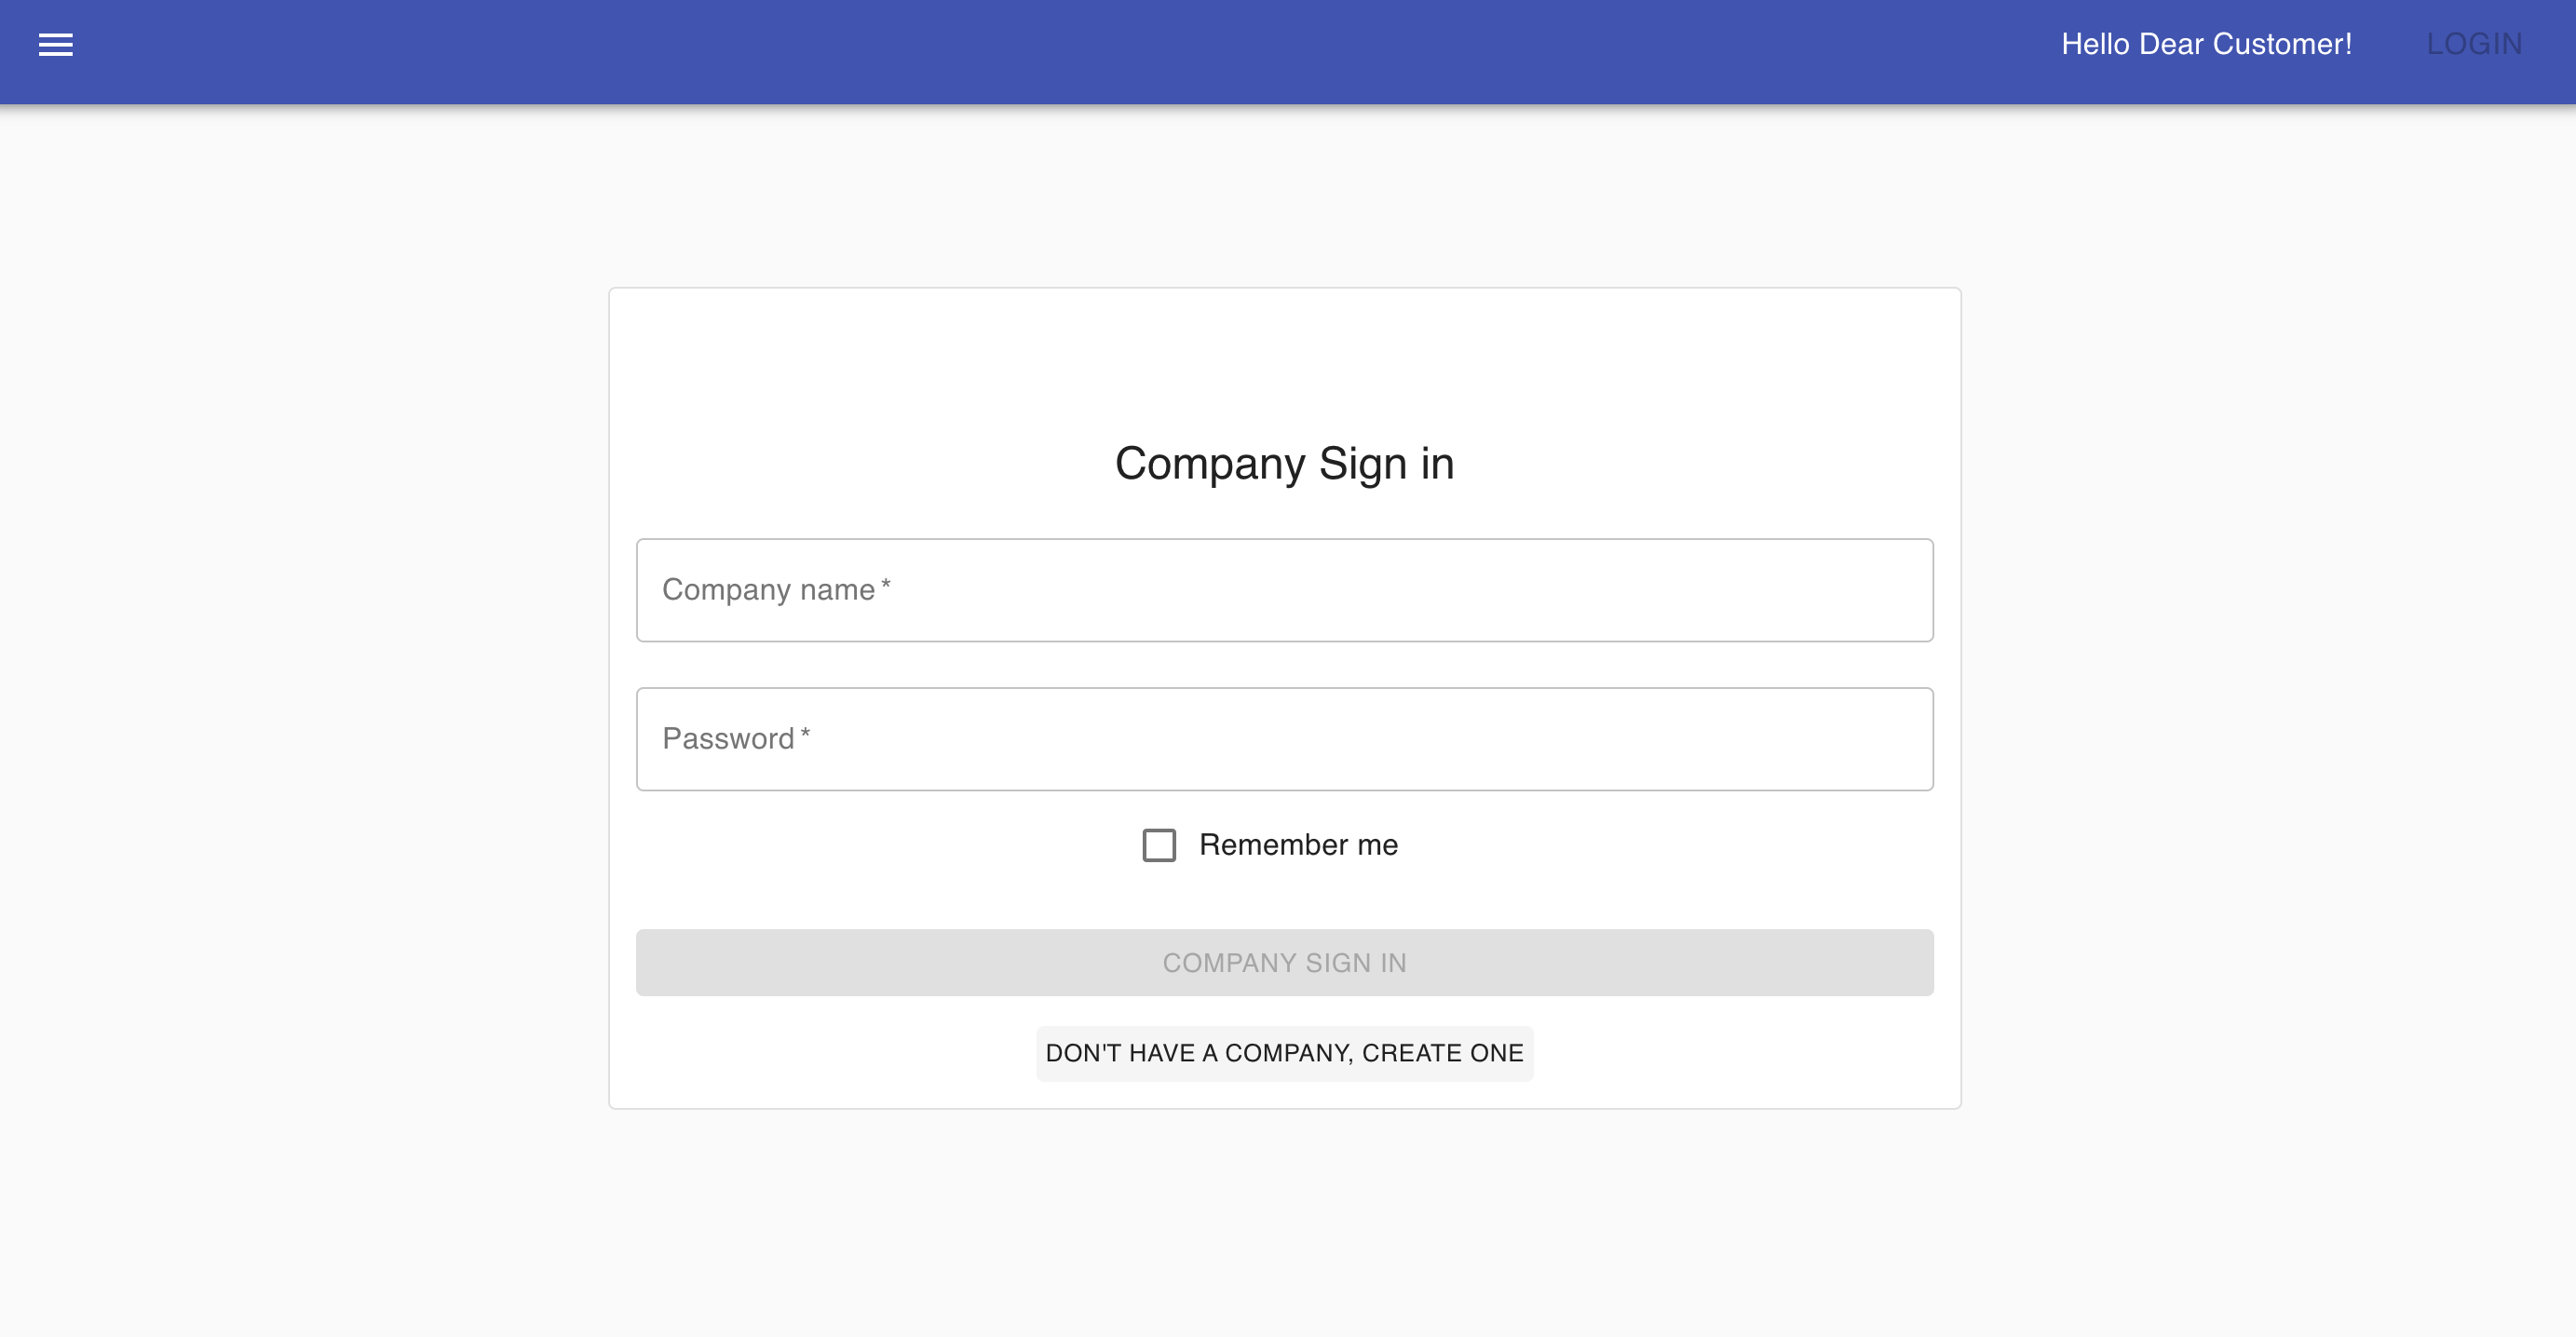 Hello Dear Customer! LOGIN
Company Sign in
Company name *
Password *
Remember me
COMPANY SIGN IN
DON'T HAVE A COMPANY, CREATE ONE